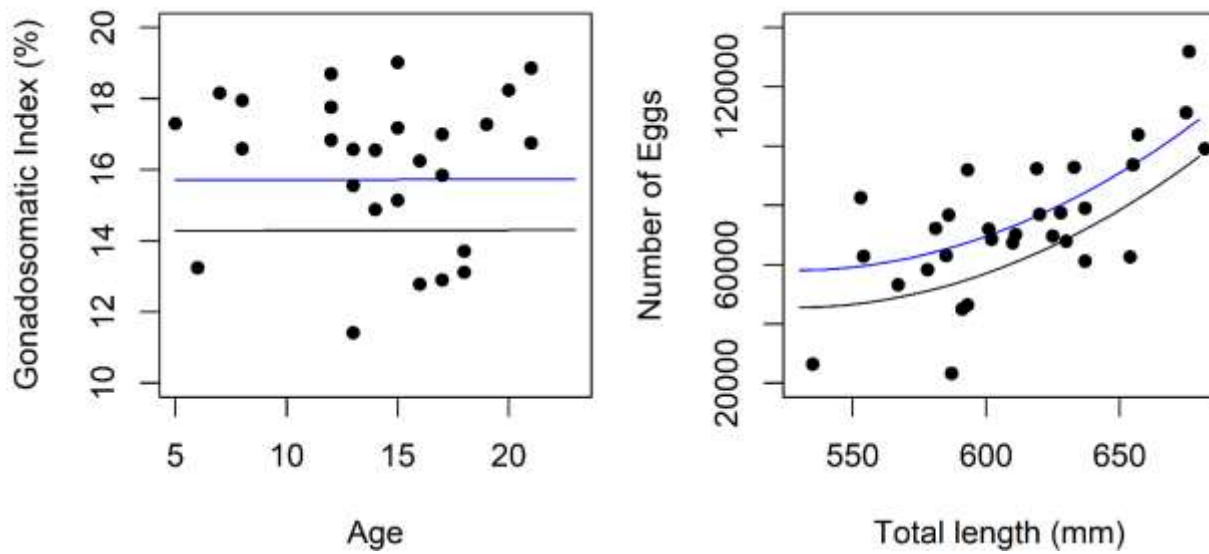 Gonadosomatic Index (%)
20
18
16
14
12
10
5 10 15 20
Age
Number of Eggs
120000
60000
20000
550 600 650
Total length (mm)